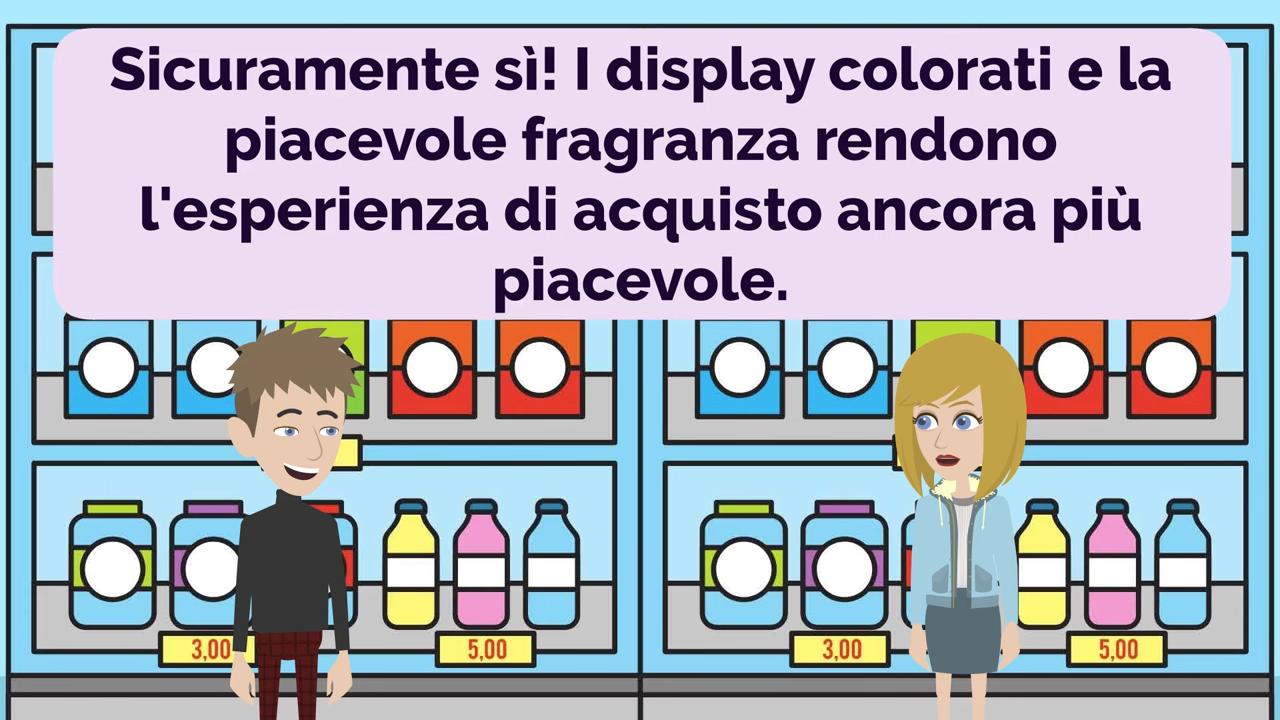 Sicuramente sì! I display colorati e la
piacevole fragranza rendono
l'esperienza di acquisto ancora più
piacevole.
3,00
5,00
3,00
5,00